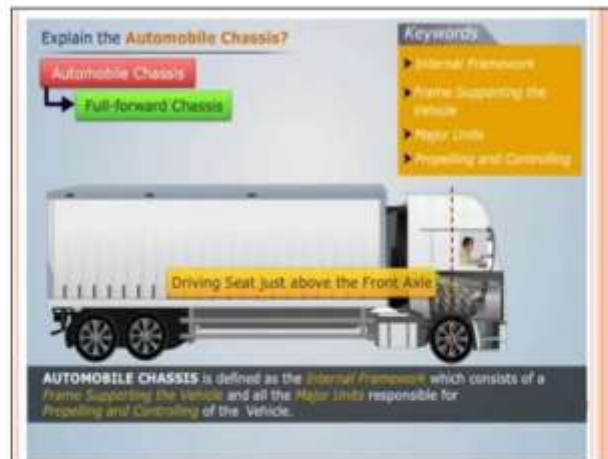 Explain the Automobile Chassis?
Automobile Chassis
Full-forward Chassis
Keywords
Internal Framework
Frame Supporting the
Vehicle
Major Units
Propelling and Controlling
Driving Seat just above the Front Axle
AUTOMOBILE CHASSIS is defined as the Internal Framework which consists of a
Frame Supporting the Vehicle and all the Major Units responsible for
Propelling and Controlling of the Vehicle.